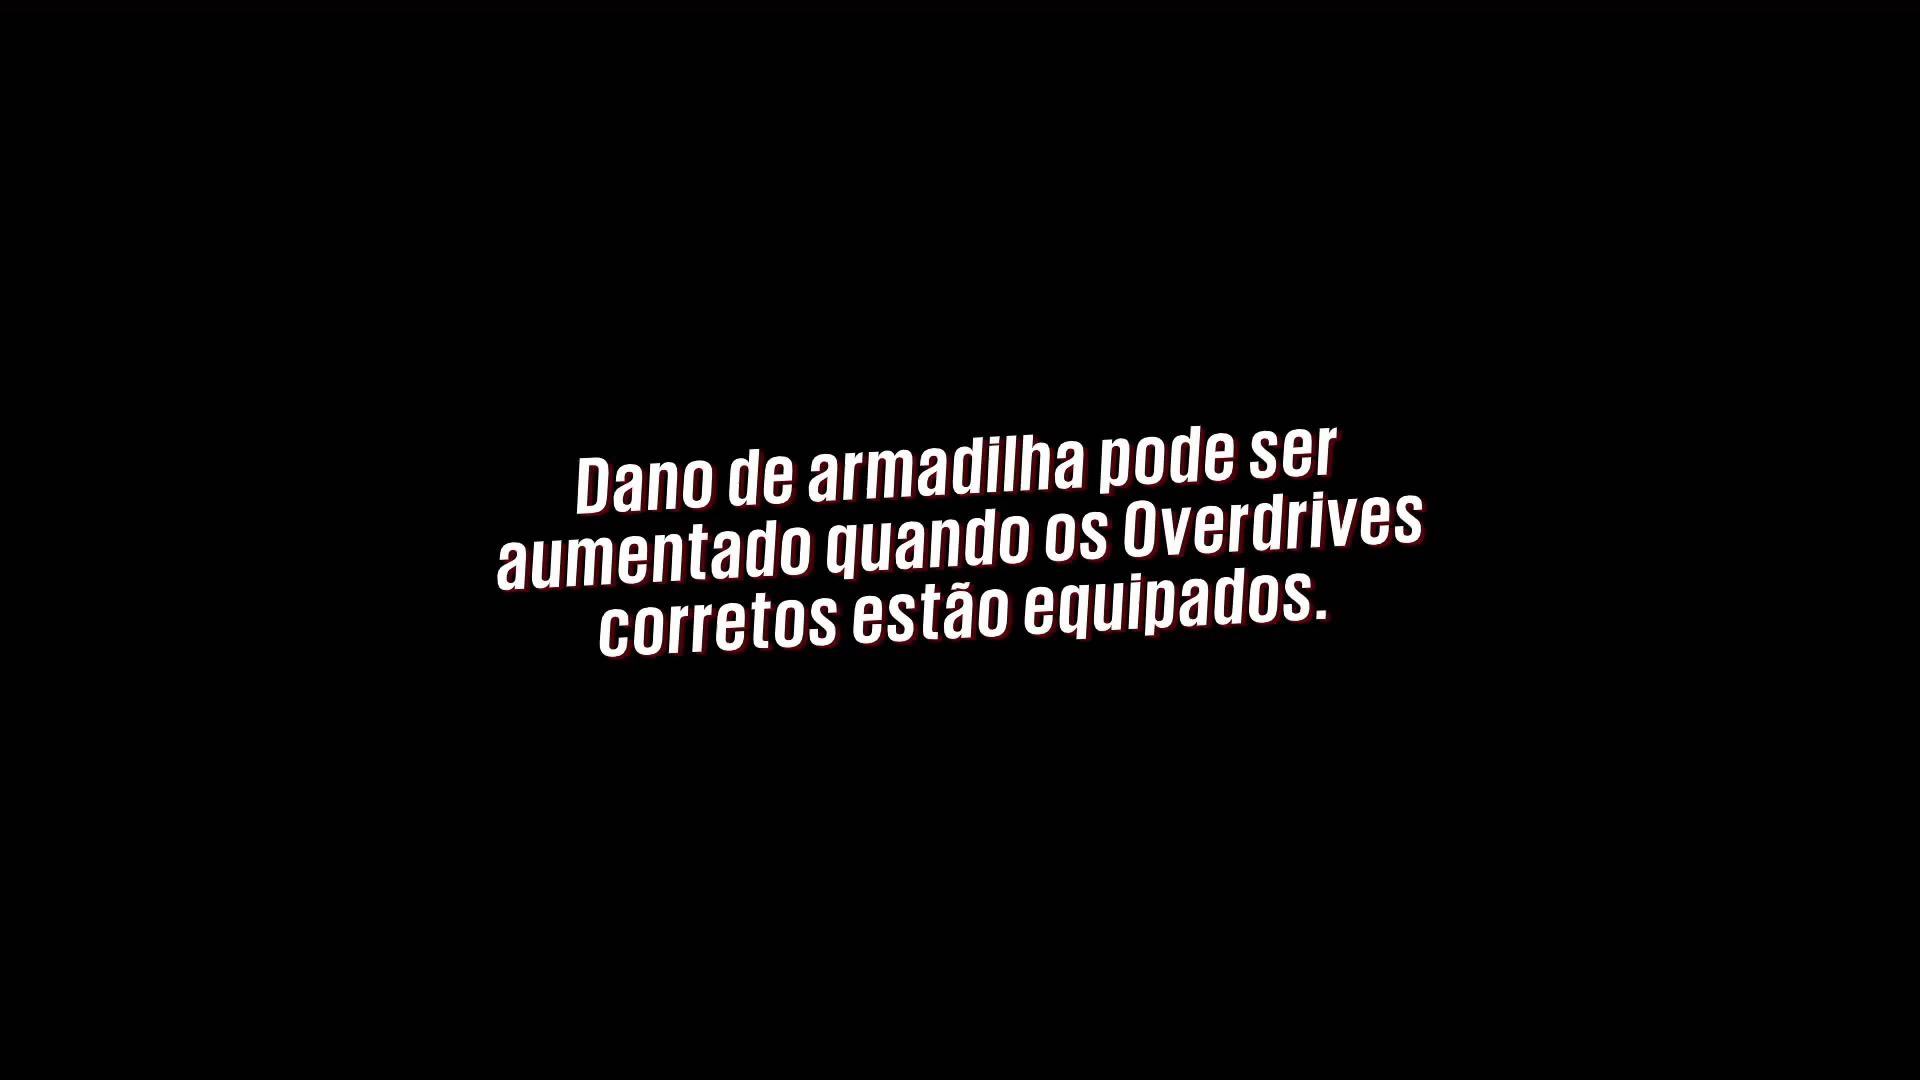 Dano de armadilha pode ser
aumentado quando os Overdrives
corretos estão equipados.